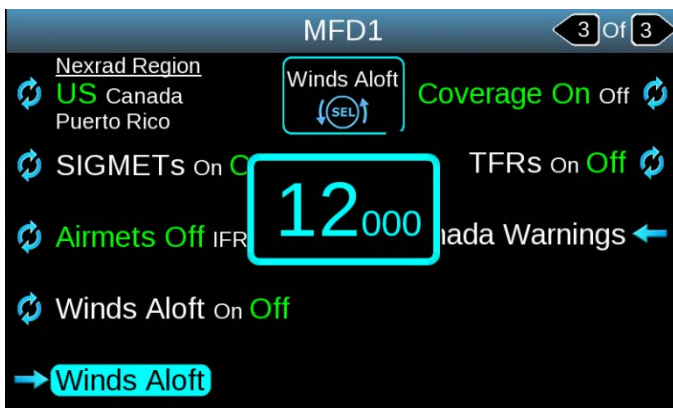 MFD1
3 Of 3
Nexrad Region
US Canada
Puerto Rico
Winds Aloft
SEL
Coverage On Off
SIGMETs On
TFRs On Off
12000
Airmets Off IFR
Warnings
Winds Aloft On Off
Winds Aloft